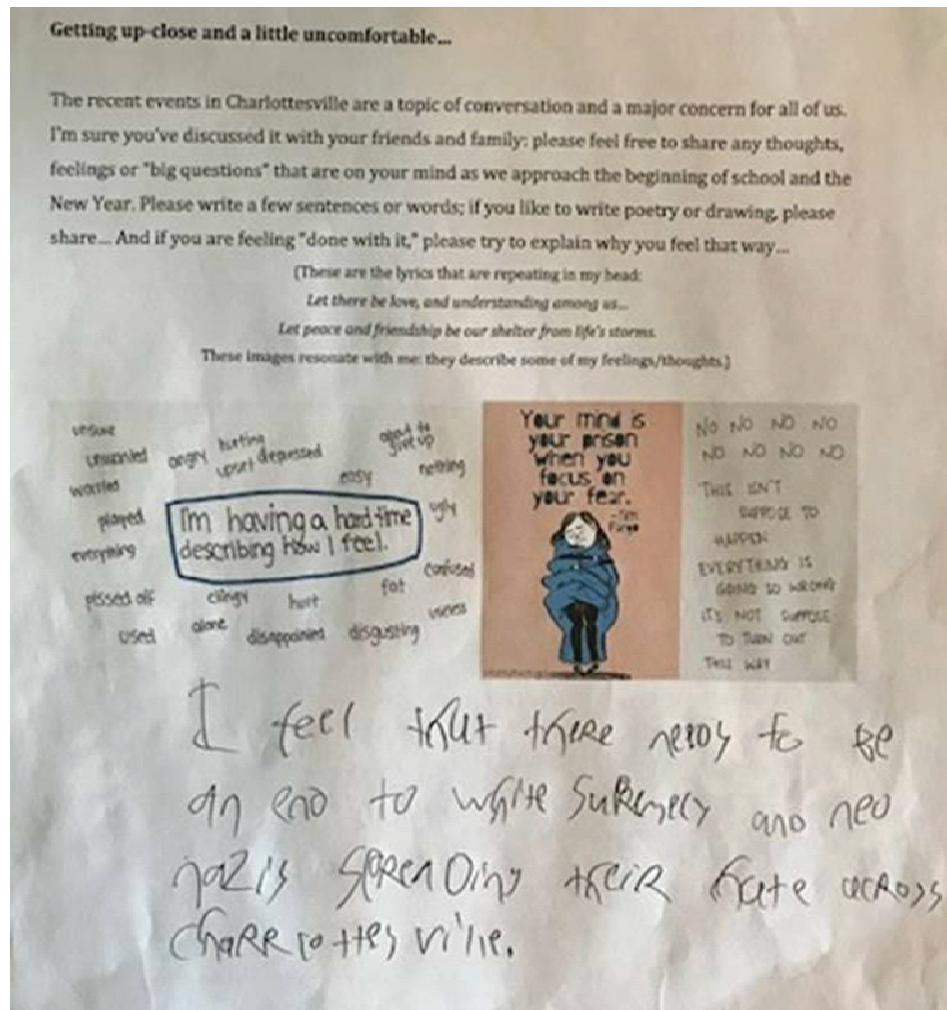 Getting up-close and a little uncomfortable...
The recent events in Charlottesville are a topic of conversation and a major concern for all of us.
I'm sure you've discussed it with your friends and family: please feel free to share any thoughts,
feelings or "big questions" that are on your mind as we approach the beginning of school and the
New Year. Please write a few sentences or words; if you like to write poetry or drawing, please
share... And if you are feeling "done with it," please try to explain why you feel that way...
(These are the lyrics that are repeating in my head:
Let there be love, and understanding among us...
Let peace and friendship be our shelter from life's storms.
These images resonate with me: they describe some of my feelings/thoughts.)
unwanted
angry
hurting
upset depressed
about to
give up
easy
nothing
worries
played
ugly
everything
I'm having a hard time
describing how I feel.
confused
pissed off
clingy
hurt
fat
useless
used
alone
disappointed
disgusting
Your mind is
your prison
when you
focus on
your fear.
NO NO NO NO
NO NO NO NO
THIS ISN'T
SUPPOSE TO
HAPPEN
EVERYTHING IS
GOING SO WRONG
IT'S NOT SUPPOSE
TO TURN OUT
THIS WAY
I feel that there needs to be
an end to white
and neo
nazis spreading their hate across